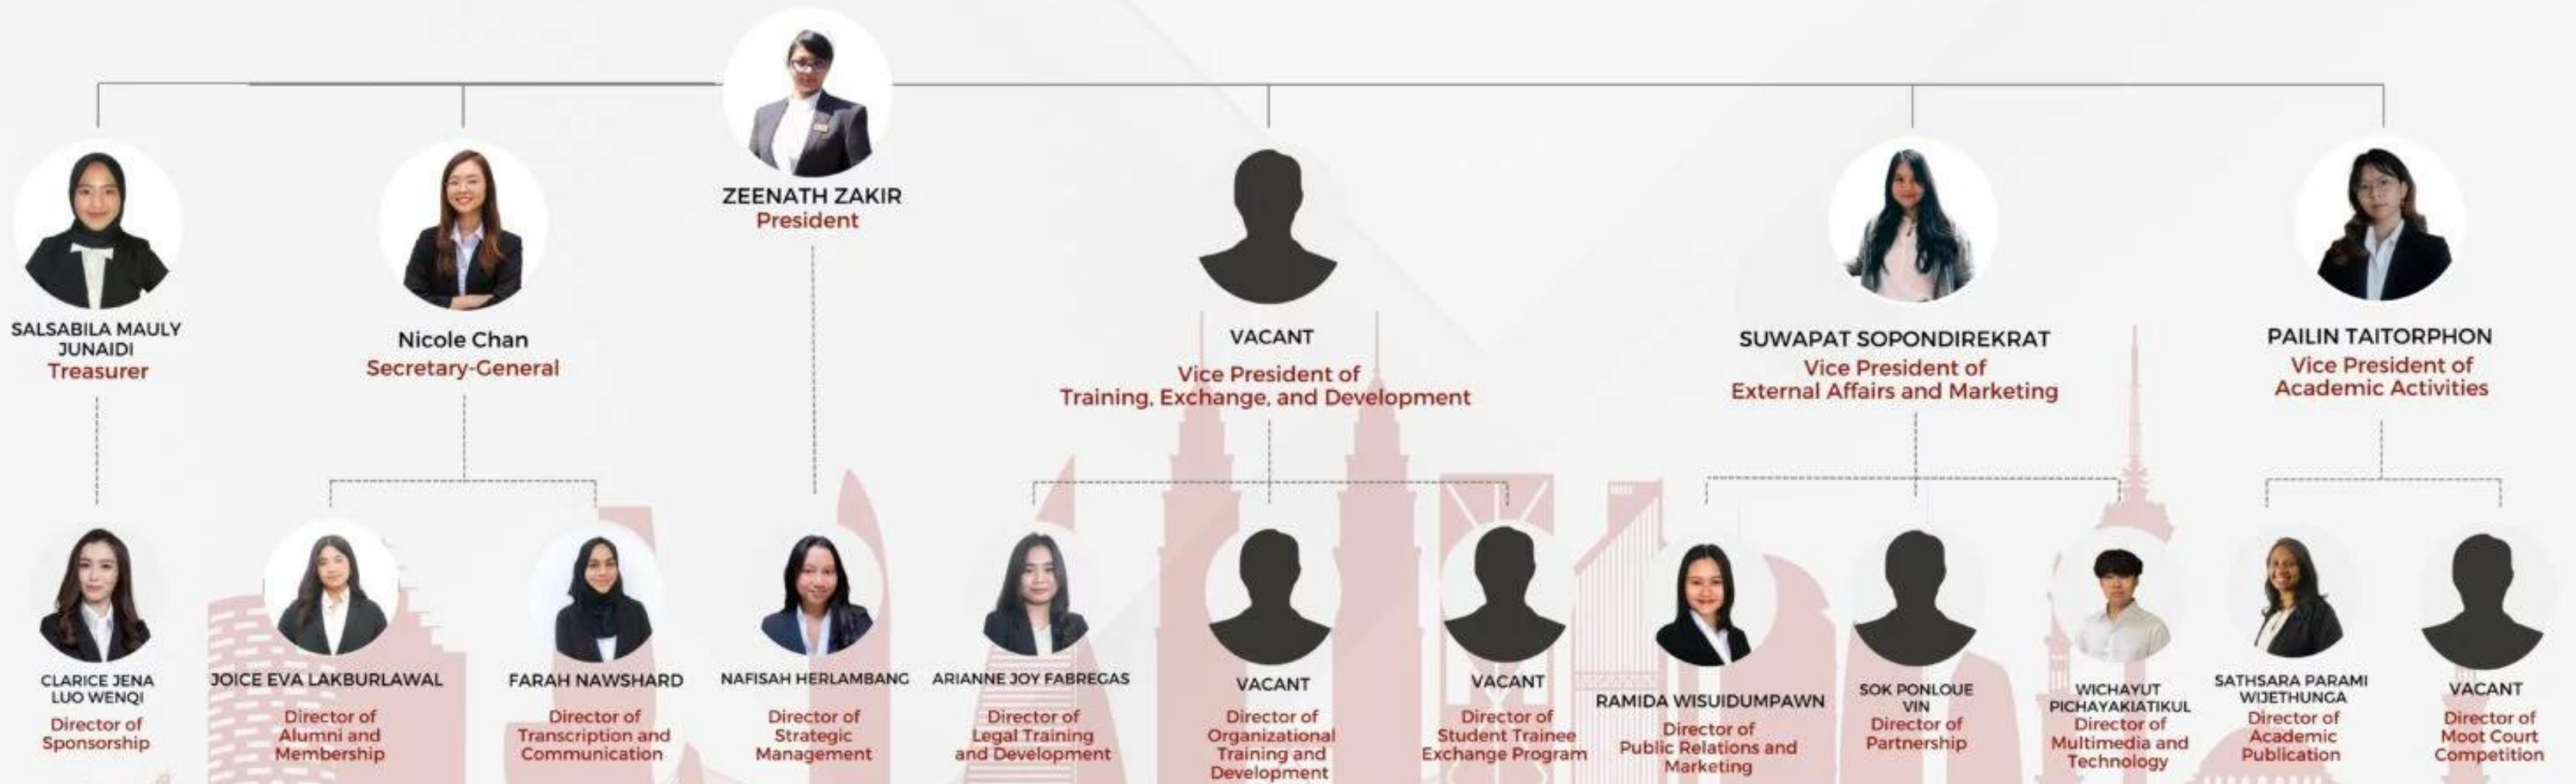 ZEENATH ZAKIR
President
SALSABILA MAULY
JUNAIDI
Treasurer
Nicole Chan
Secretary-General
VACANT
Vice President of
Training, Exchange, and Development
SUWAPAT SOPONDIREKRAT
Vice President of
External Affairs and Marketing
PAILIN TAITORPHON
Vice President of
Academic Activities
CLARICE JENA
LUO WENQI
Director of
Sponsorship
JOICE EVA LAKBURLAWAL
Director of
Alumni and
Membership
FARAH NAWSHARD
Director of
Transcription and
Communication
NAFISAH HERLAMBANG
Director of
Strategic
Management
ARIANNE JOY FABREGAS
Director of
Legal Training
and Development
VACANT
Director of
Organizational
Training and
Development
VACANT
Director of
Student Trainee
Exchange Program
RAMIDA WISUIDUMPAWN
Director of
Public Relations and
Marketing
SOK PONLOUE
VIN
Director of
Partnership
WICHAYUT
PICHAYAKIATIKUL
Director of
Multimedia and
Technology
SATHSARA PARAMI
WIJETHUNGA
Director of
Academic
Publication
VACANT
Director of
Moot Court
Competition